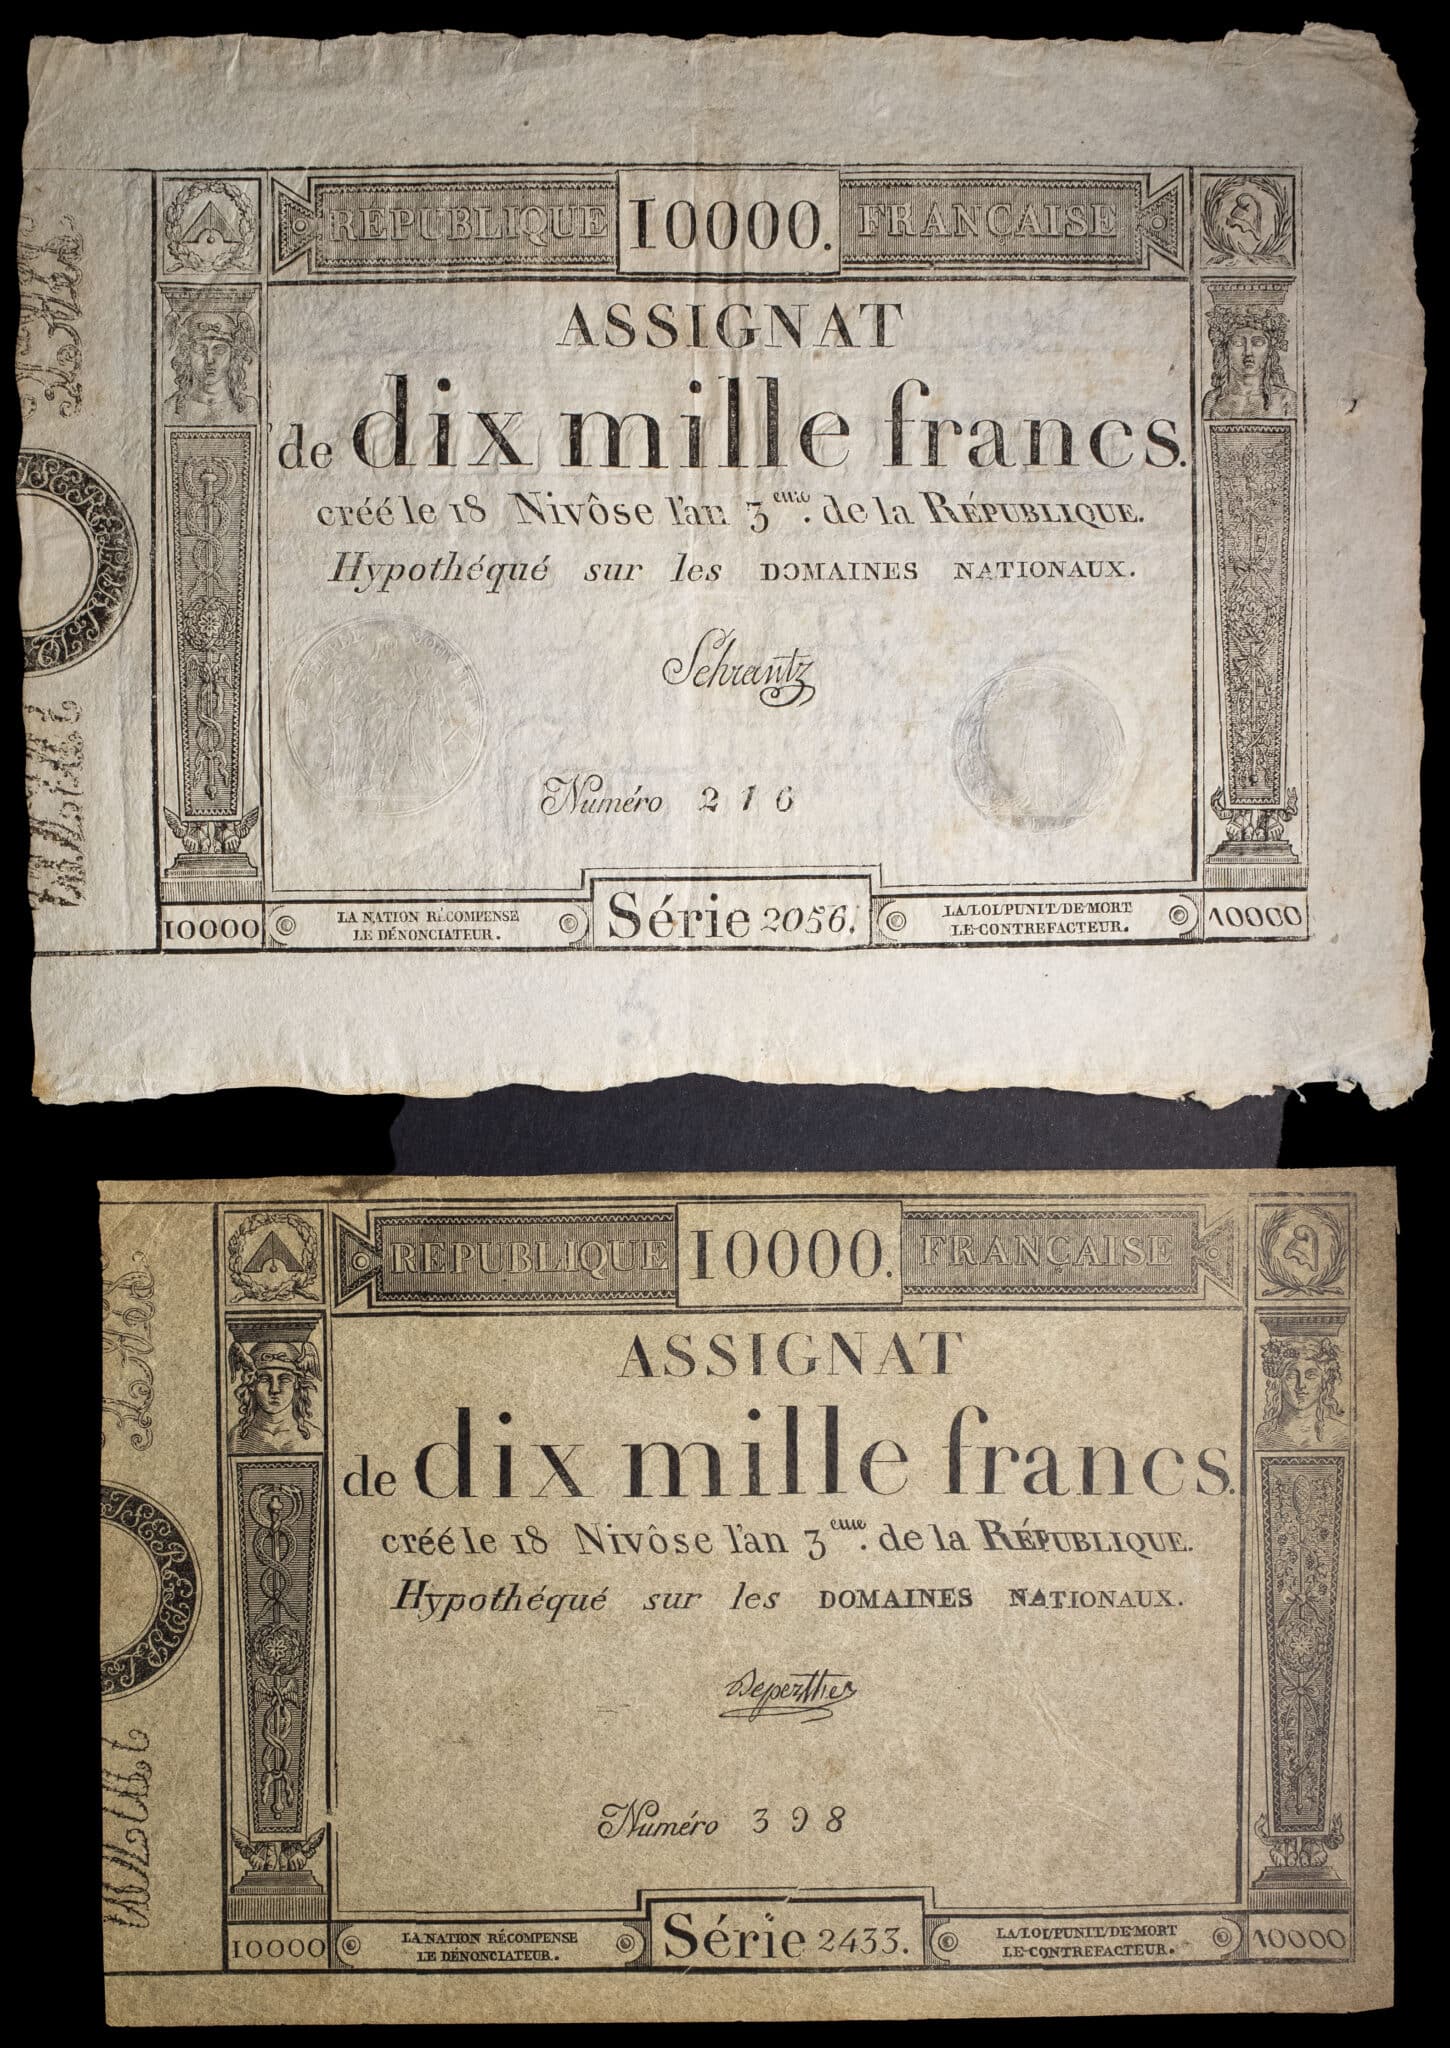 RÉPUBLIQUE 10000. FRANÇAISE
ASSIGNAT
de dix mille francs.
créé le 18 Nivôse l'an 3eme. de la RÉPUBLIQUE.
Hypothéqué sur les DOMAINES NATIONAUX.
Schrantz
Numéro 216
LA NATION RÉCOMPENSE
LE DÉNONCIATEUR.
LA LOI PUNIT DE MORT
LE CONTREFACTEUR.
10000 Série 2056. 10000
RÉPUBLIQUE 10000. FRANÇAISE
ASSIGNAT
de dix mille francs.
créé le 18 Nivôse l'an 3eme. de la RÉPUBLIQUE.
Hypothéqué sur les DOMAINES NATIONAUX.
Deperthes
Numéro 398
LA NATION RÉCOMPENSE
LE DÉNONCIATEUR.
LA LOI PUNIT DE MORT
LE CONTREFACTEUR.
10000 Série 2433. 10000